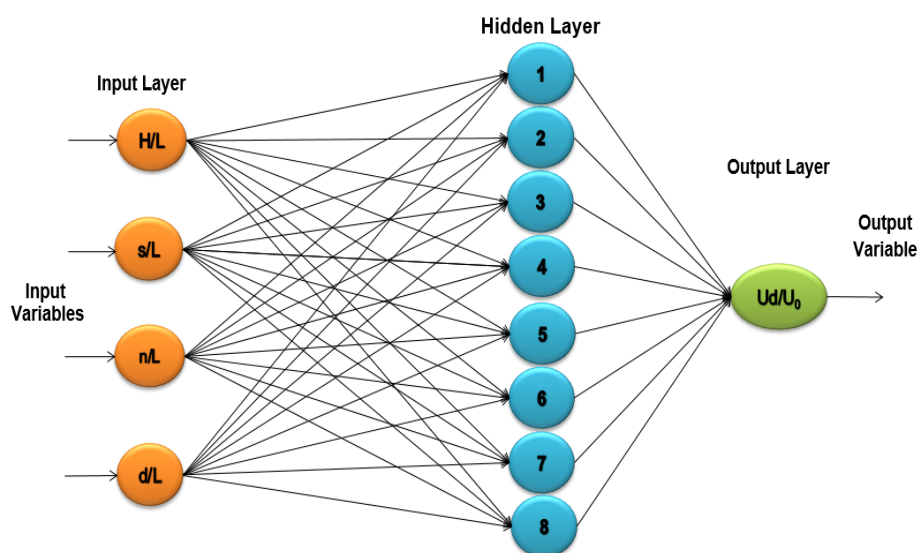 Hidden Layer
Input Layer
H/L
s/L
n/L
d/L
Input
Variables
1
2
3
4
5
6
7
8
Output Layer
Ud/U₀
Output
Variable